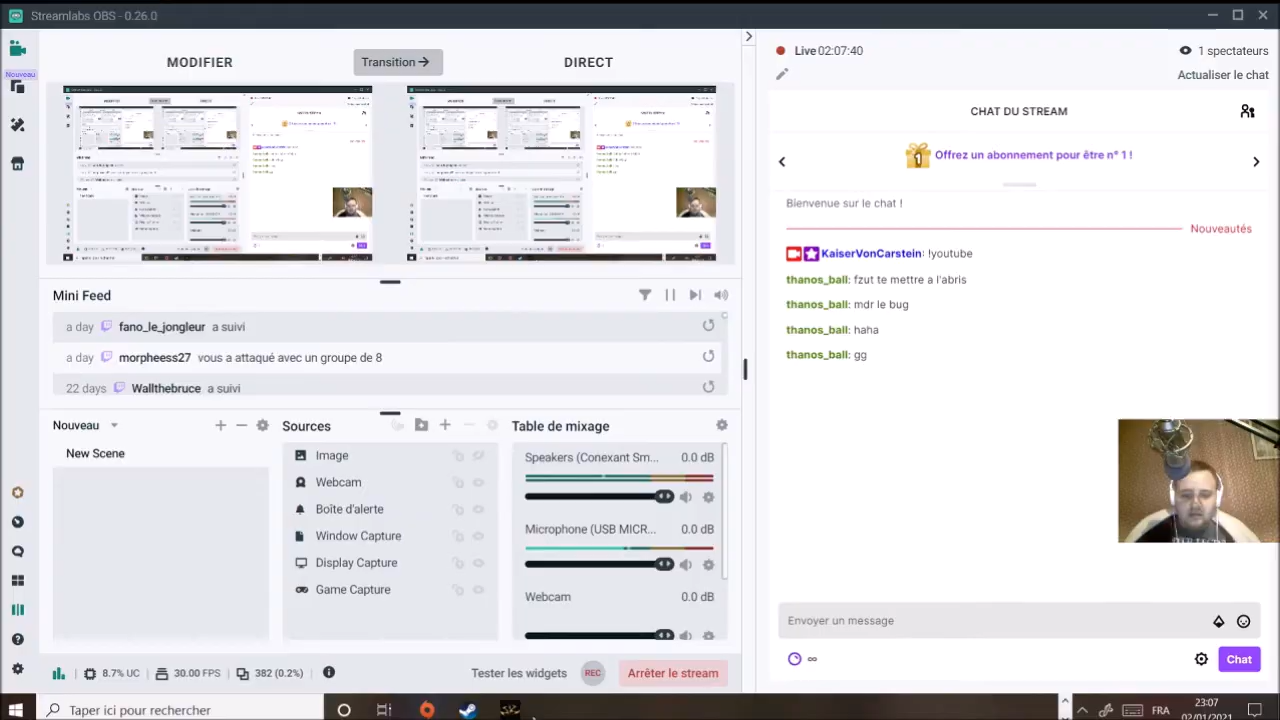 Streamlabs OBS - 0.26.0
Nouveau
MODIFIER
Transition
DIRECT
Live 02:07:40
1 spectateurs
Actualiser le chat
CHAT DU STREAM
1
Offrez un abonnement pour être n° 1 !
Bienvenue sur le chat !
Nouveautés
KaiserVonCarstein: !youtube
thanos_ball: fzut te mettre a l'abris
thanos_ball: mdr le bug
thanos_ball: haha
thanos_ball: gg
Mini Feed
a day fano_le_jongleur a suivi
a day morpheess27 vous a attaqué avec un groupe de 8
22 days Wallthebruce a suivi
Nouveau
New Scene
Sources
Image
Webcam
Boîte d'alerte
Window Capture
Display Capture
Game Capture
Table de mixage
Speakers (Conexant Sm... 0.0 dB
Microphone (USB MICR... 0.0 dB
Webcam 0.0 dB
Envoyer un message
∞
Chat
8.7% UC
30.00 FPS
382 (0.2%)
Tester les widgets
REC
Arrêter le stream
Taper ici pour rechercher
FRA
23:07
02/01/2021